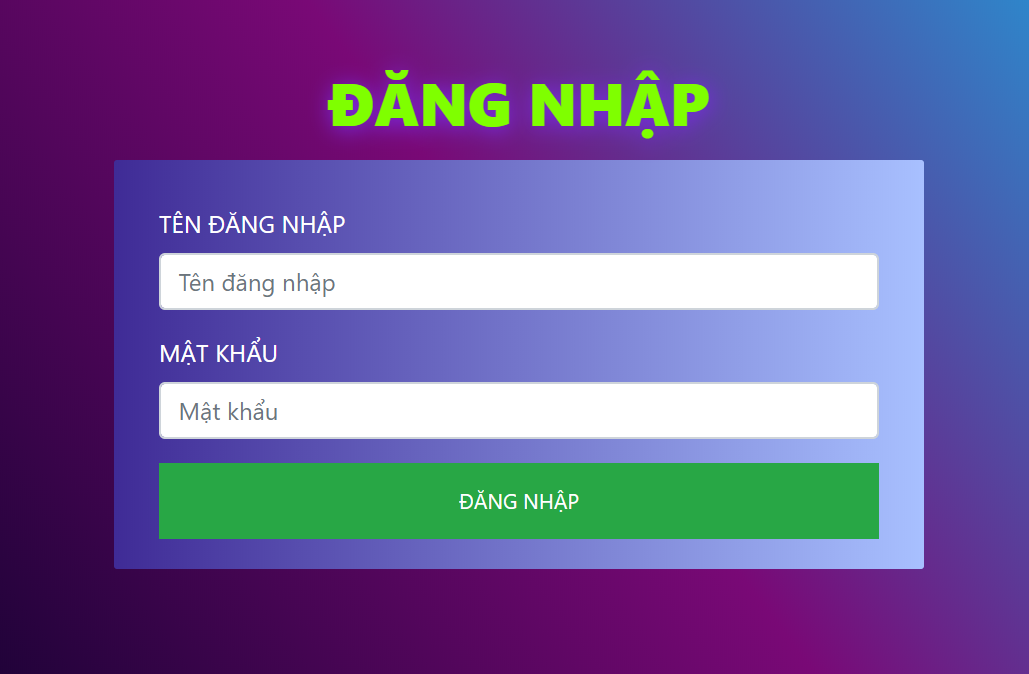 ĐĂNG NHẬP
TÊN ĐĂNG NHẬP
Tên đăng nhập
MẬT KHẨU
Mật khẩu
ĐĂNG NHẬP